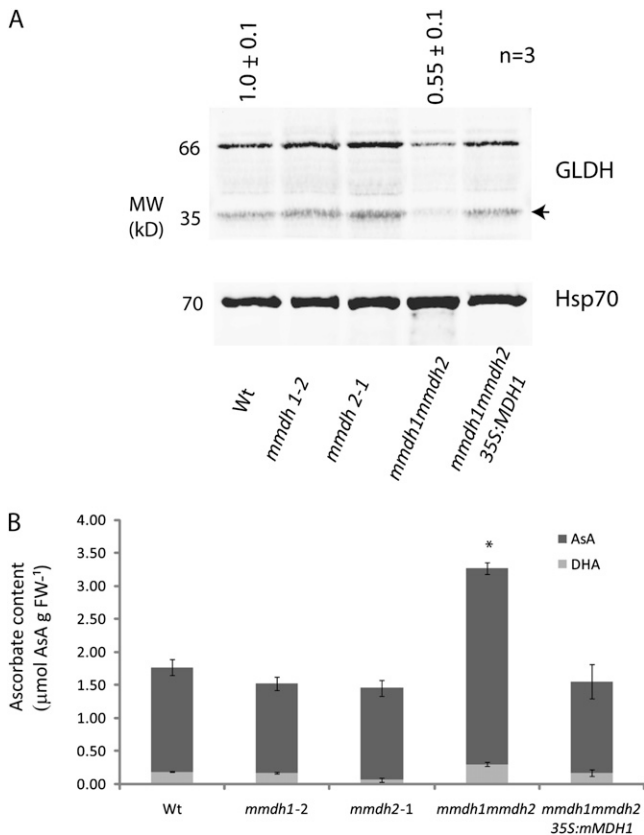 A
1.0 ± 0.1
0.55 ± 0.1
n=3
66
GLDH
MW
(kD)
35
70
Hsp70
Wt
mmdh 1-2
mmdh 2-1
mmdh1mmdh2
mmdh1mmdh2
35S:MDH1
B
Ascorbate content
(µmol AsA g FW-¹)
4.00
3.50
3.00
2.50
2.00
1.50
1.00
0.50
0.00
*
AsA
DHA
Wt
mmdh1-2
mmdh2-1
mmdh1mmdh2
mmdh1mmdh2
35S:mMDH1